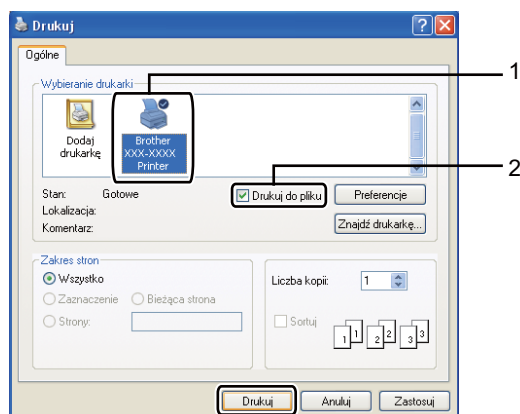 Drukuj
Ogólne
Wybieranie drukarki
1
Dodaj drukarkę
Brother XXX-XXXX Printer
2
Stan: Gotowe
Drukuj do pliku
Preferencje
Lokalizacja:
Komentarz:
Znajdź drukarkę...
Zakres stron
Wszystko
Liczba kopii: 1
Zaznaczenie
Bieżąca strona
Strony:
Sortuj
1 1 2 2 3 3
Drukuj
Anuluj
Zastosuj